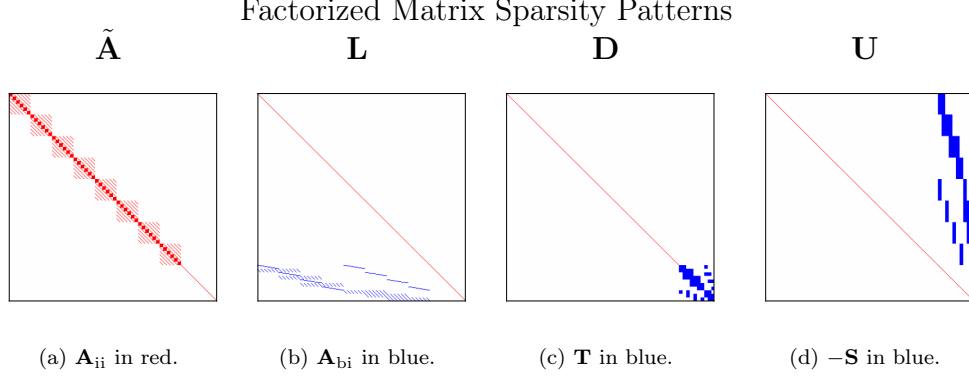 Factorized Matrix Sparsity Patterns
Ã L D U
(a) A_ii in red. (b) A_bi in blue. (c) T in blue. (d) −S in blue.